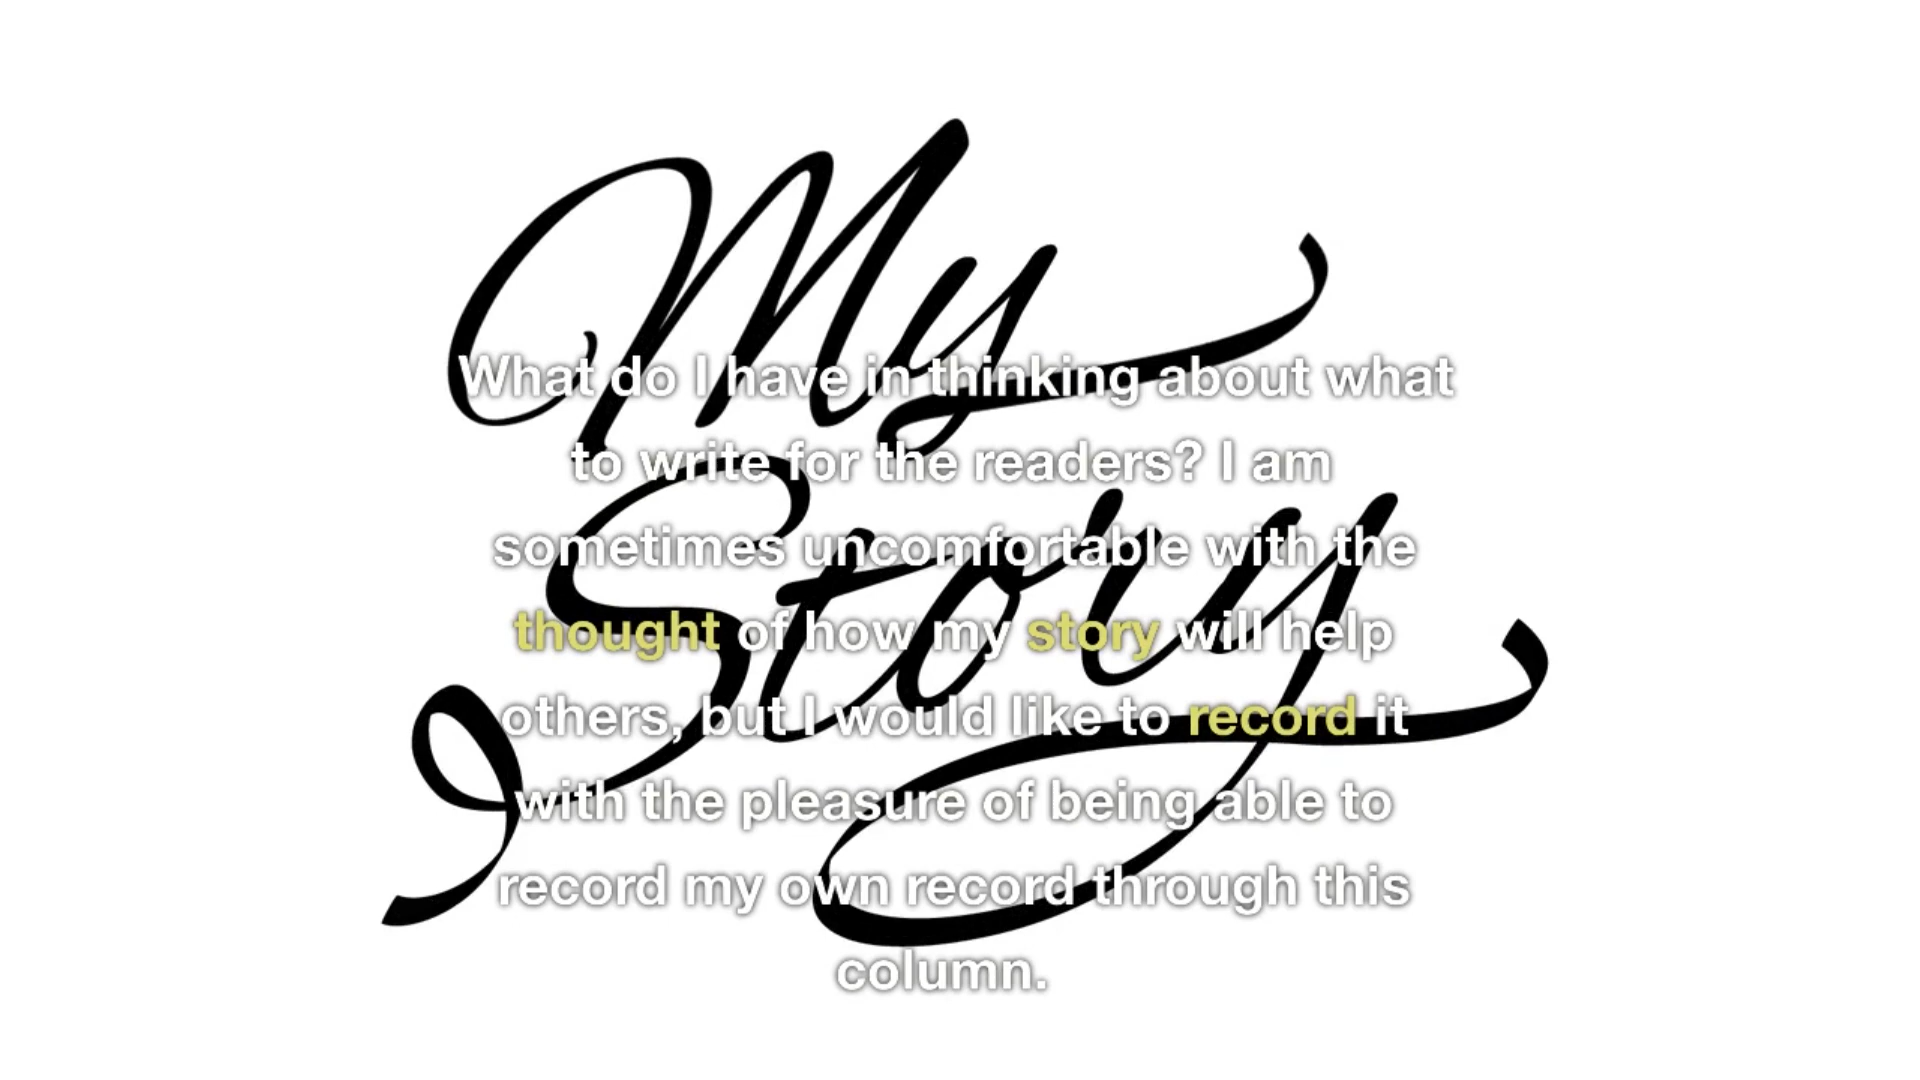 My
Story
What do I have in thinking about what
to write for the readers? I am
sometimes uncomfortable with the
thought of how my story will help
others, but I would like to record it
with the pleasure of being able to
record my own record through this
column.